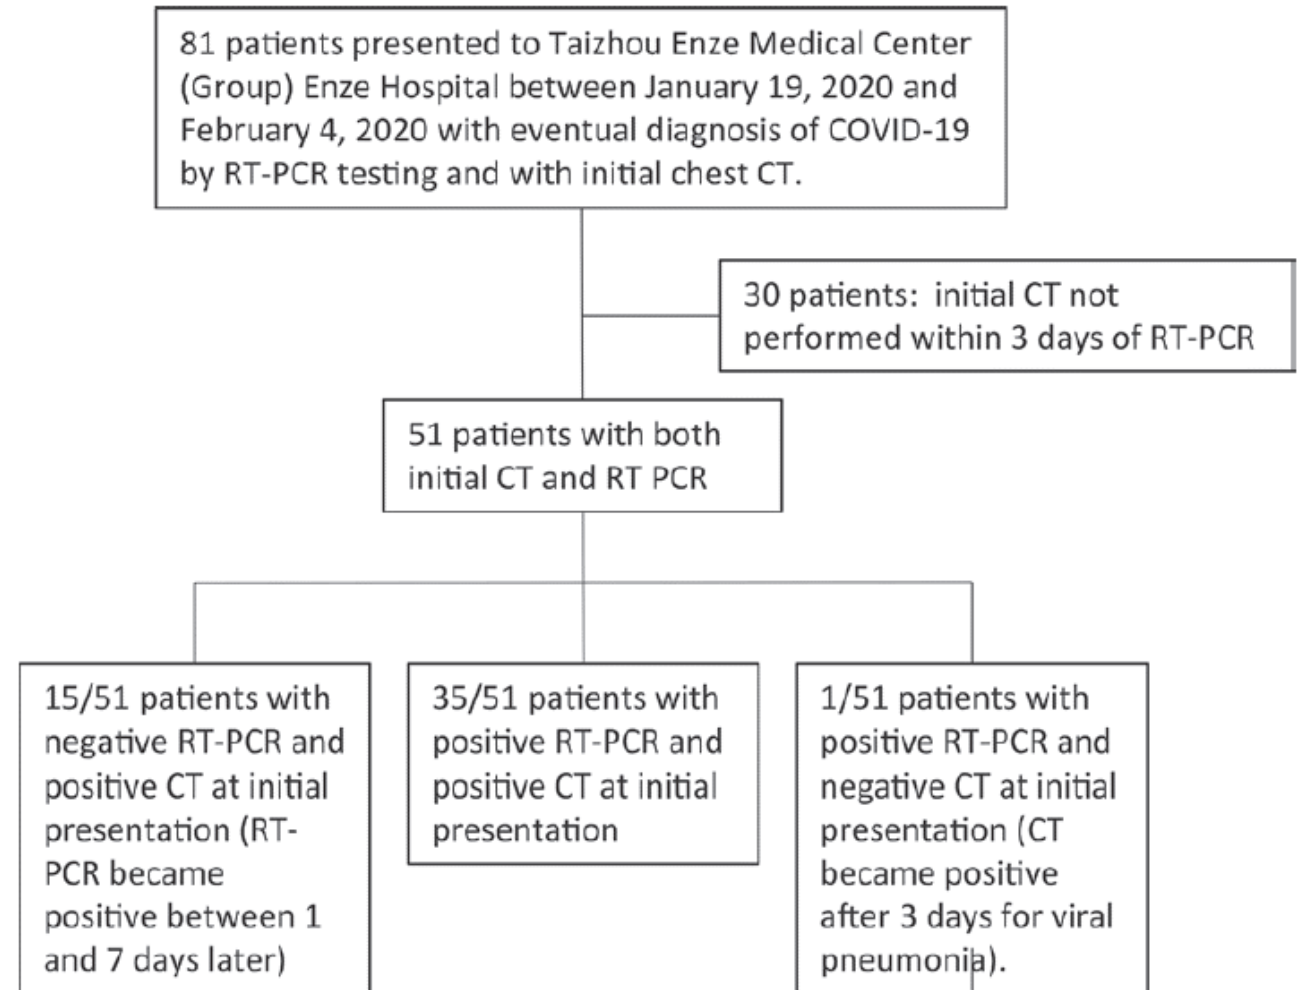 81 patients presented to Taizhou Enze Medical Center
(Group) Enze Hospital between January 19, 2020 and
February 4, 2020 with eventual diagnosis of COVID-19
by RT-PCR testing and with initial chest CT.
30 patients:  initial CT not
performed within 3 days of RT-PCR
51 patients with both
initial CT and RT PCR
15/51 patients with
negative RT-PCR and
positive CT at initial
presentation (RT-
PCR became
positive between 1
and 7 days later)
35/51 patients with
positive RT-PCR and
positive CT at initial
presentation
1/51 patients with
positive RT-PCR and
negative CT at initial
presentation (CT
became positive
after 3 days for viral
pneumonia).